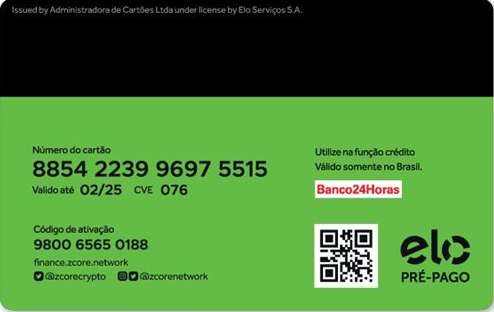 Issued by Administradora de Cartões Ltda under license by Elo Serviços S.A.
Número do cartão
8854 2239 9697 5515
Valido até 02/25 CVE 076
Código de ativação
9800 6565 0188
finance.zcore.network
@zcorecrypto @zcorenetwork
Utilize na função crédito
Válido somente no Brasil.
Banco24Horas
elo
PRÉ-PAGO